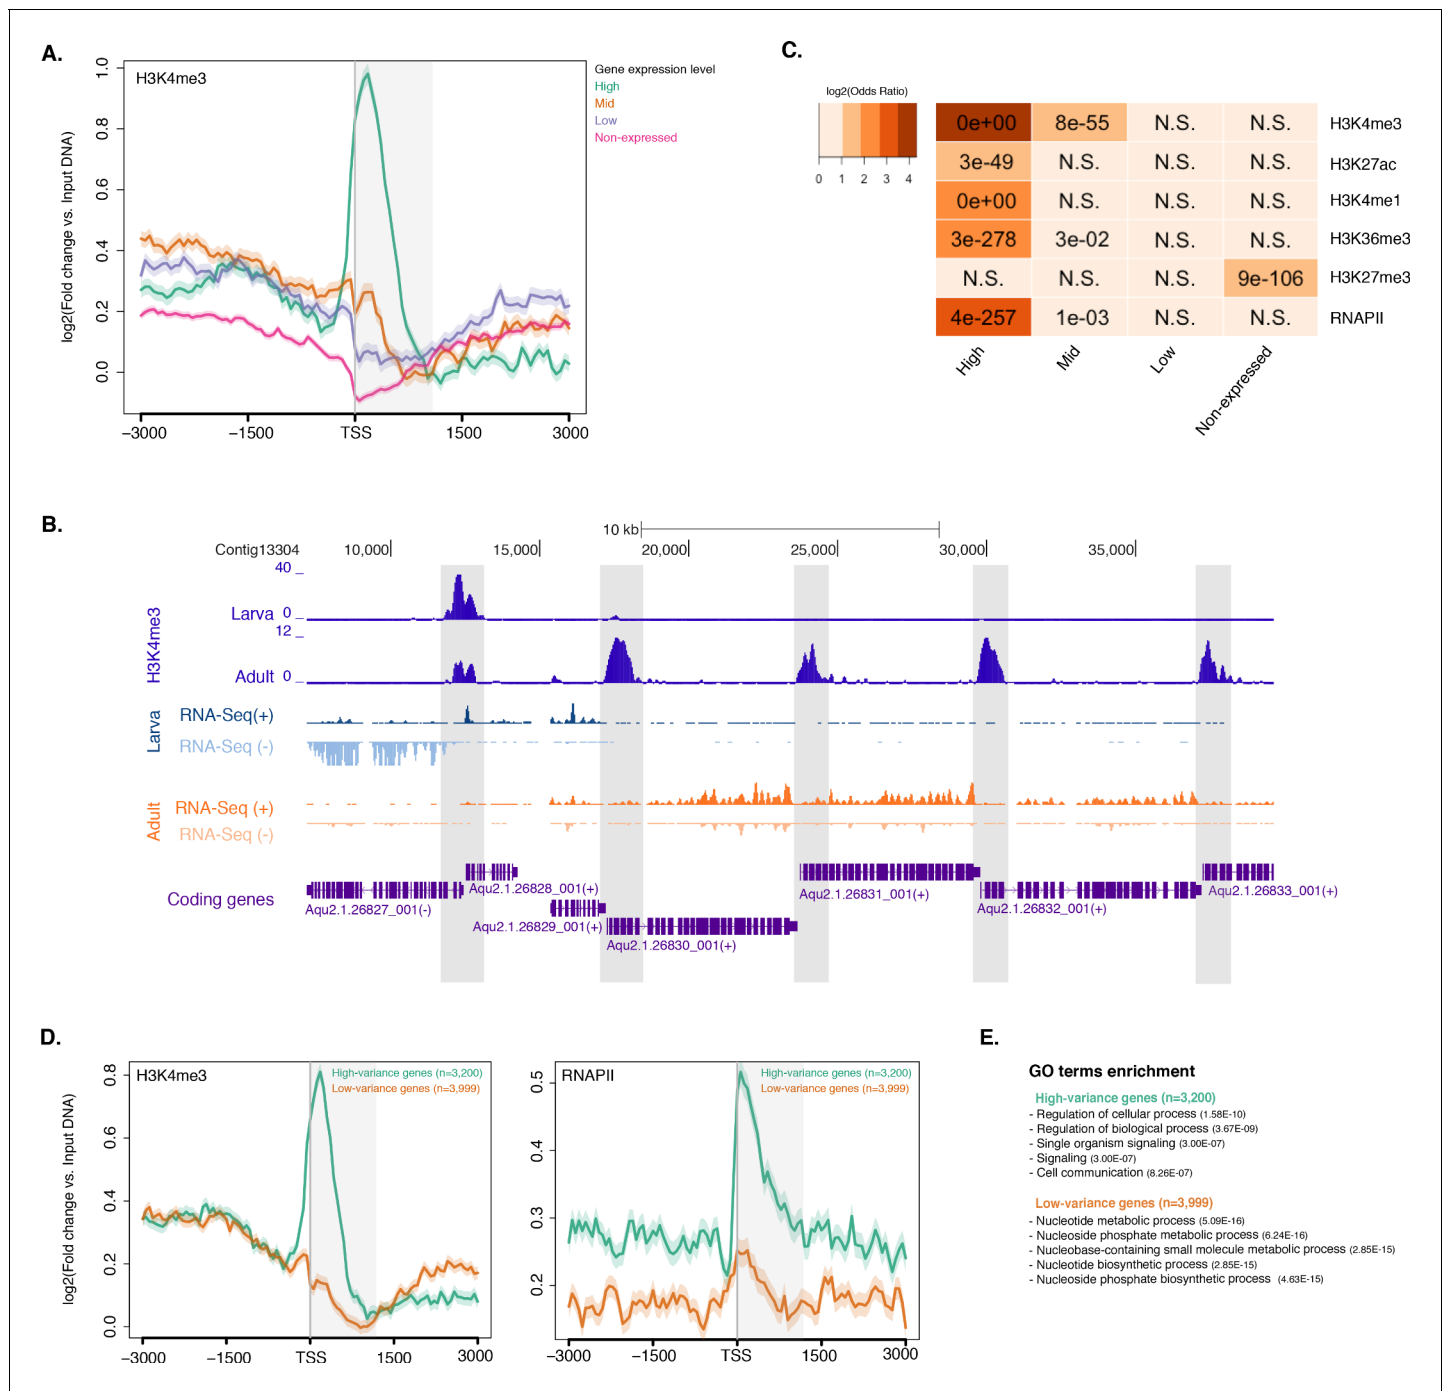 A.
H3K4me3
log2(Fold change vs. Input DNA)
1.0
0.8
0.6
0.4
0.2
0.0
−3000 −1500 TSS 1500 3000
Gene expression level
High
Mid
Low
Non-expressed
C.
log2(Odds Ratio)
0 1 2 3 4
0e+00 8e-55 N.S. N.S. H3K4me3
3e-49 N.S. N.S. N.S. H3K27ac
0e+00 N.S. N.S. N.S. H3K4me1
3e-278 3e-02 N.S. N.S. H3K36me3
N.S. N.S. N.S. 9e-106 H3K27me3
4e-257 1e-03 N.S. N.S. RNAPII
High Mid Low Non-expressed
B.
10 kb
Contig13304 10,000 15,000 20,000 25,000 30,000 35,000
H3K4me3
40
Larva 0
12
Adult 0
Larva
RNA-Seq(+)
RNA-Seq (-)
Adult
RNA-Seq (+)
RNA-Seq (-)
Coding genes
Aqu2.1.26827_001(-)
Aqu2.1.26828_001(+)
Aqu2.1.26829_001(+)
Aqu2.1.26830_001(+)
Aqu2.1.26831_001(+)
Aqu2.1.26832_001(+)
Aqu2.1.26833_001(+)
D.
H3K4me3
High-variance genes (n=3,200)
Low-variance genes (n=3,999)
log2(Fold change vs. Input DNA)
0.8
0.6
0.4
0.2
0.0
−3000 −1500 TSS 1500 3000
RNAPII
High-variance genes (n=3,200)
Low-variance genes (n=3,999)
0.5
0.4
0.3
0.2
−3000 −1500 TSS 1500 3000
E.
GO terms enrichment
High-variance genes (n=3,200)
- Regulation of cellular process (1.58E-10)
- Regulation of biological process (3.67E-09)
- Single organism signaling (3.00E-07)
- Signaling (3.00E-07)
- Cell communication (8.26E-07)
Low-variance genes (n=3,999)
- Nucleotide metabolic process (5.09E-16)
- Nucleoside phosphate metabolic process (6.24E-16)
- Nucleobase-containing small molecule metabolic process (2.85E-15)
- Nucleotide biosynthetic process (2.85E-15)
- Nucleoside phosphate biosynthetic process (4.63E-15)